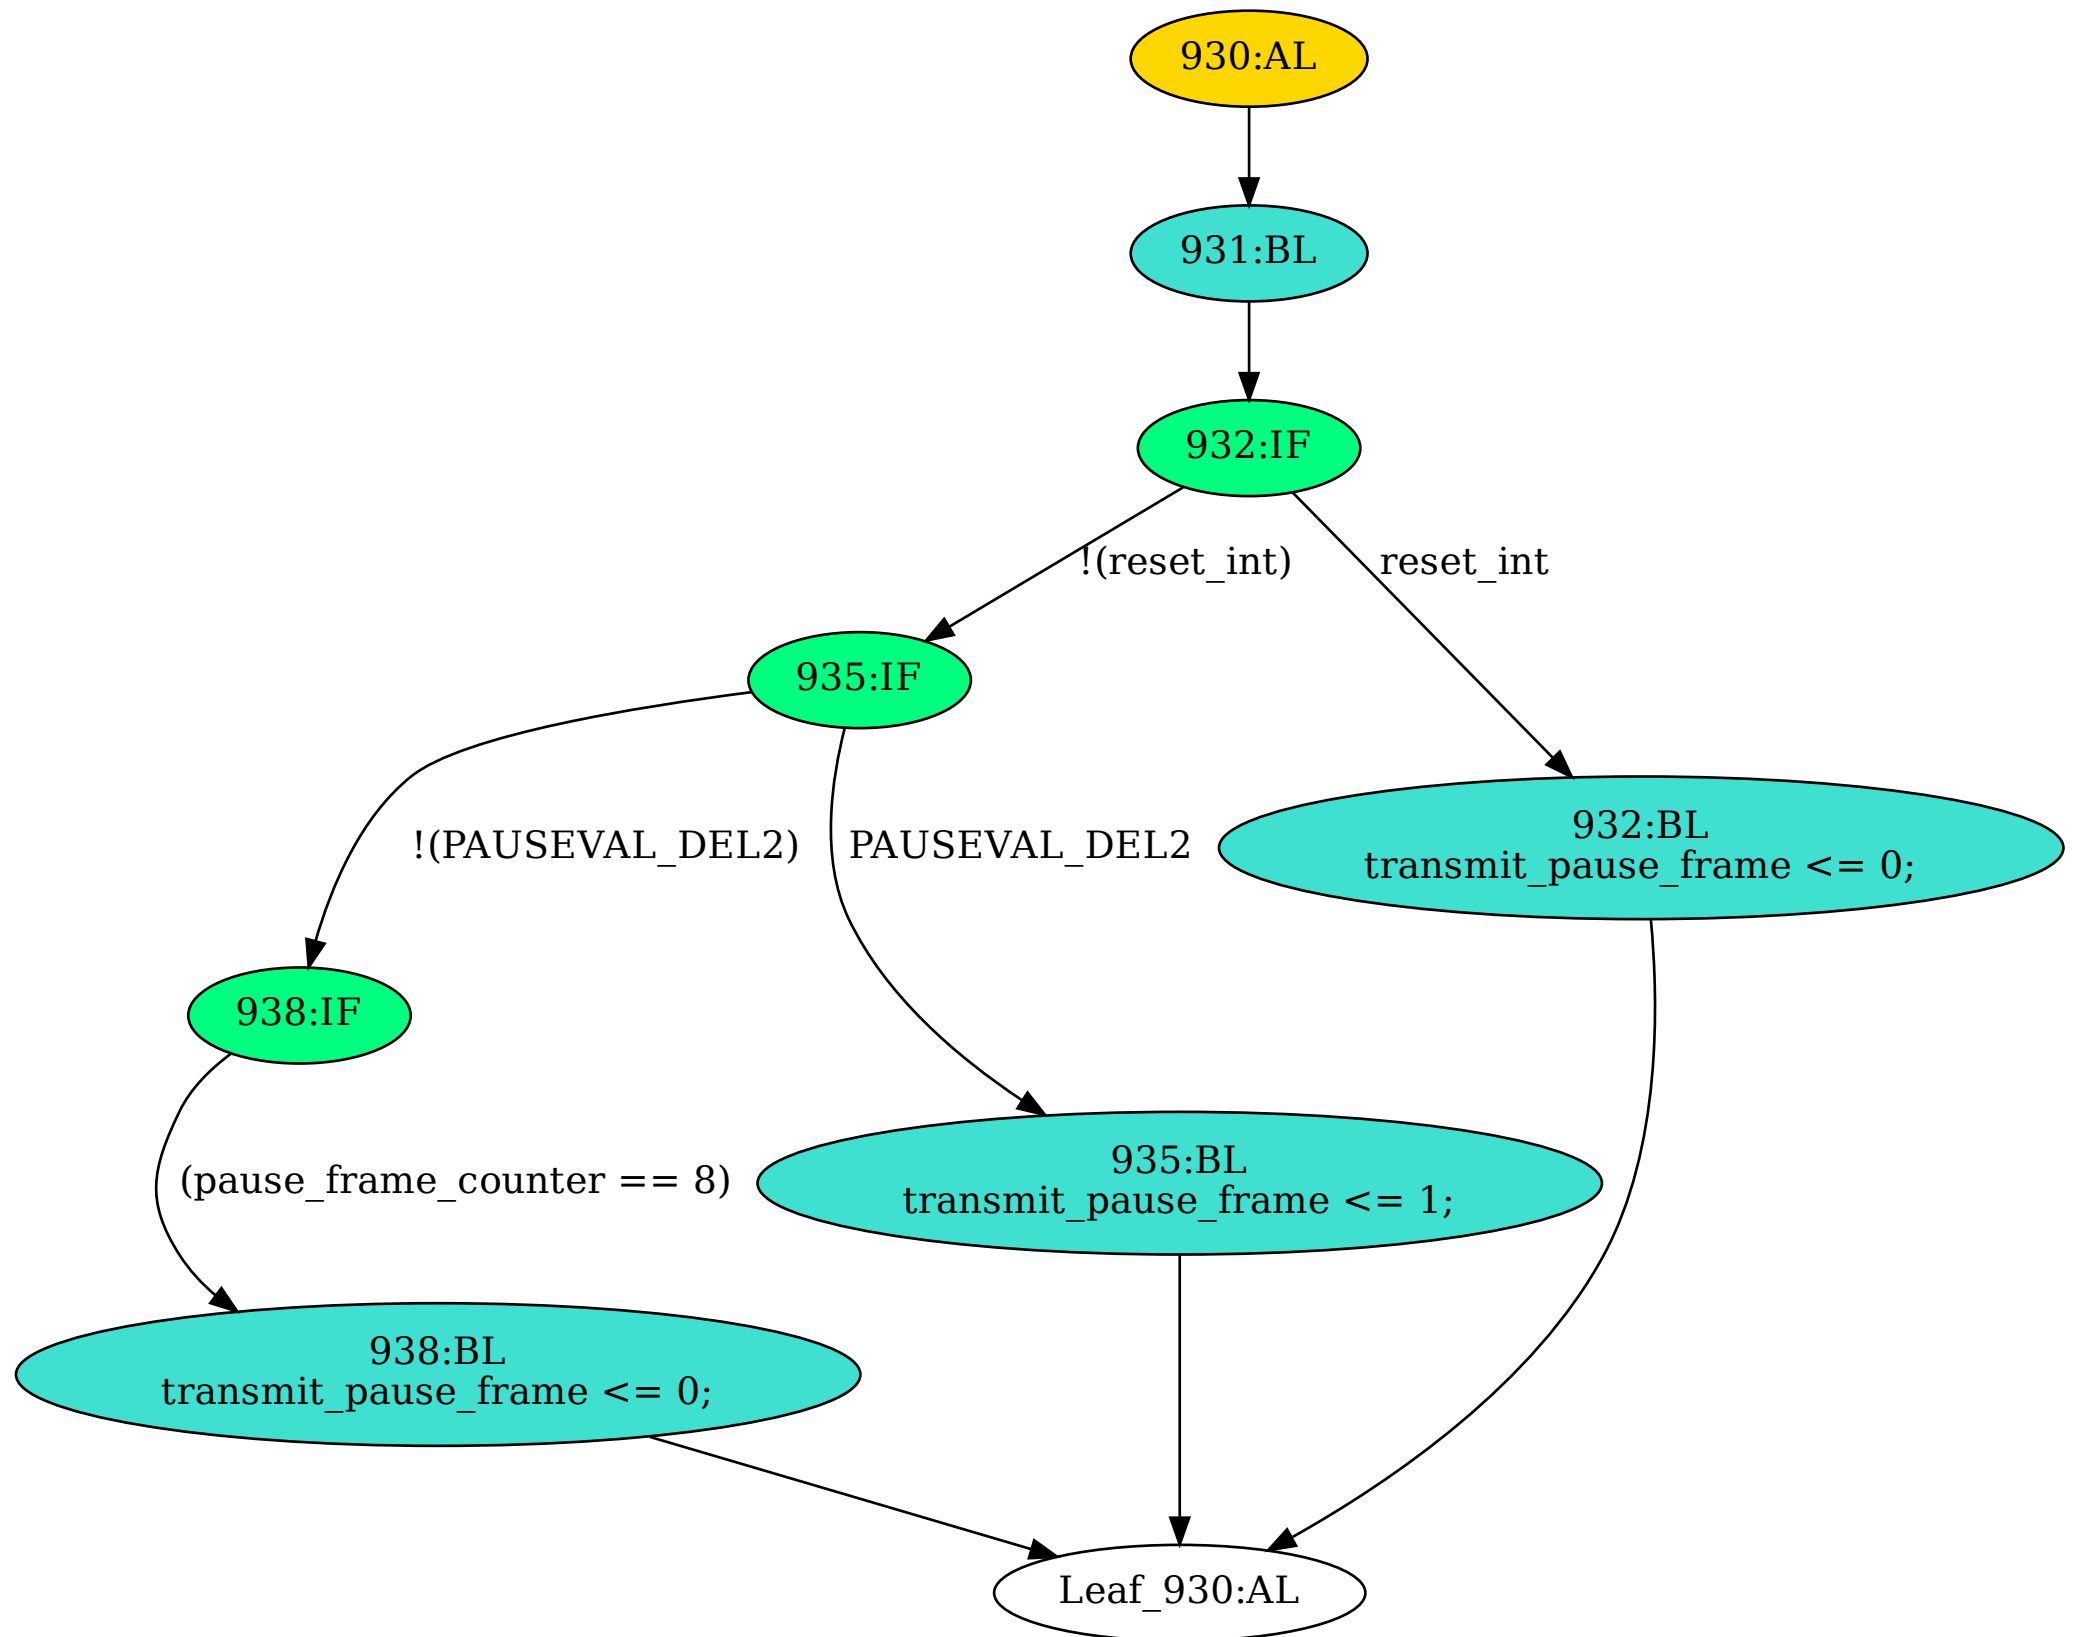 930:AL
931:BL
932:IF
!(reset_int)
reset_int
935:IF
!(PAUSEVAL_DEL2)
PAUSEVAL_DEL2
932:BL
transmit_pause_frame <= 0;
938:IF
(pause_frame_counter == 8)
935:BL
transmit_pause_frame <= 1;
938:BL
transmit_pause_frame <= 0;
Leaf_930:AL